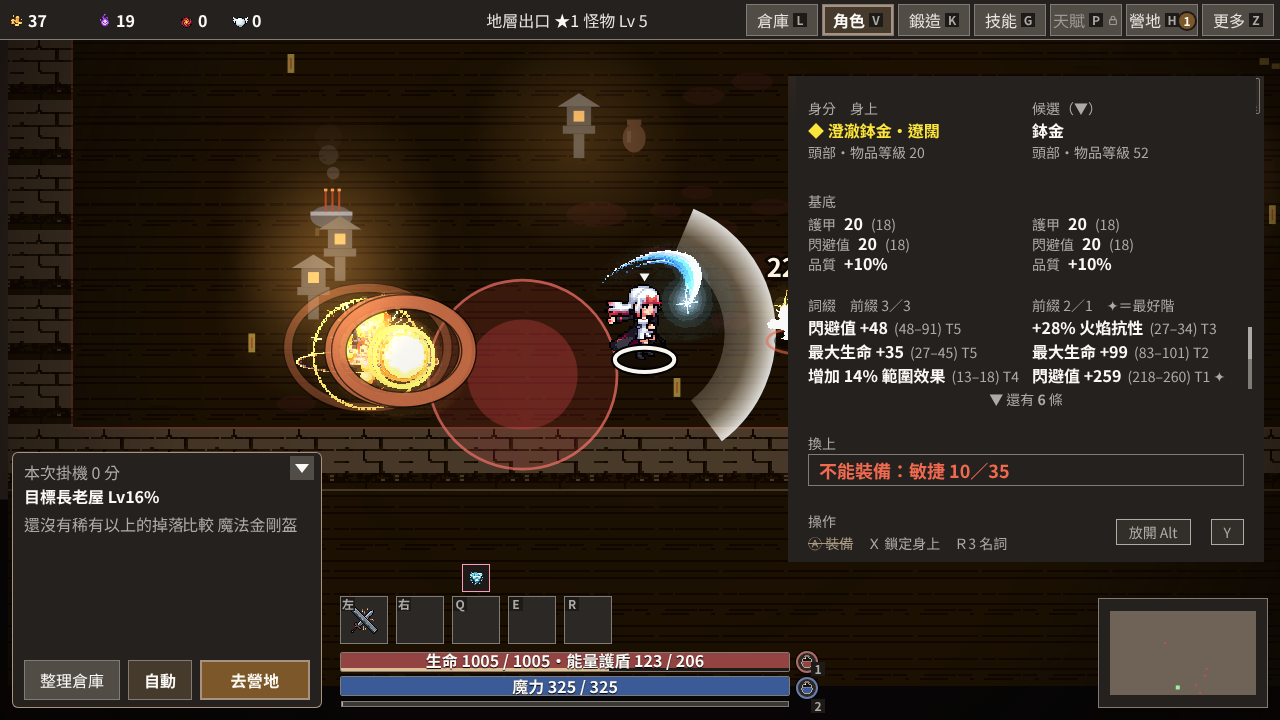 37 19 0 0 地層出口 ★1 怪物 Lv 5 倉庫 L 角色 V 鍛造 K 技能 G 天賦 P 營地 H 1 更多 Z
身分 身上 候選（▼）
◆ 澄澈鉢金・遼闊 鉢金
頭部・物品等級 20 頭部・物品等級 52
基底
護甲 20 (18) 護甲 20 (18)
閃避值 20 (18) 閃避值 20 (18)
品質 +10% 品質 +10%
詞綴 前綴 3／3 前綴 2／1 ✦＝最好階
閃避值 +48 (48–91) T5 +28% 火焰抗性 (27–34) T3
最大生命 +35 (27–45) T5 最大生命 +99 (83–101) T2
增加 14% 範圍效果 (13–18) T4 閃避值 +259 (218–260) T1 ✦
▼ 還有 6 條
換上
不能裝備：敏捷 10／35
操作
Ⓐ 裝備 X 鎖定身上 R3 名詞 放開 Alt Y
22
本次掛機 0 分 ▼
目標長老屋 Lv16%
還沒有稀有以上的掉落比較 魔法金剛盔
整理倉庫 自動 去營地
左 右 Q E R
生命 1005 / 1005・能量護盾 123 / 206 1
魔力 325 / 325 2